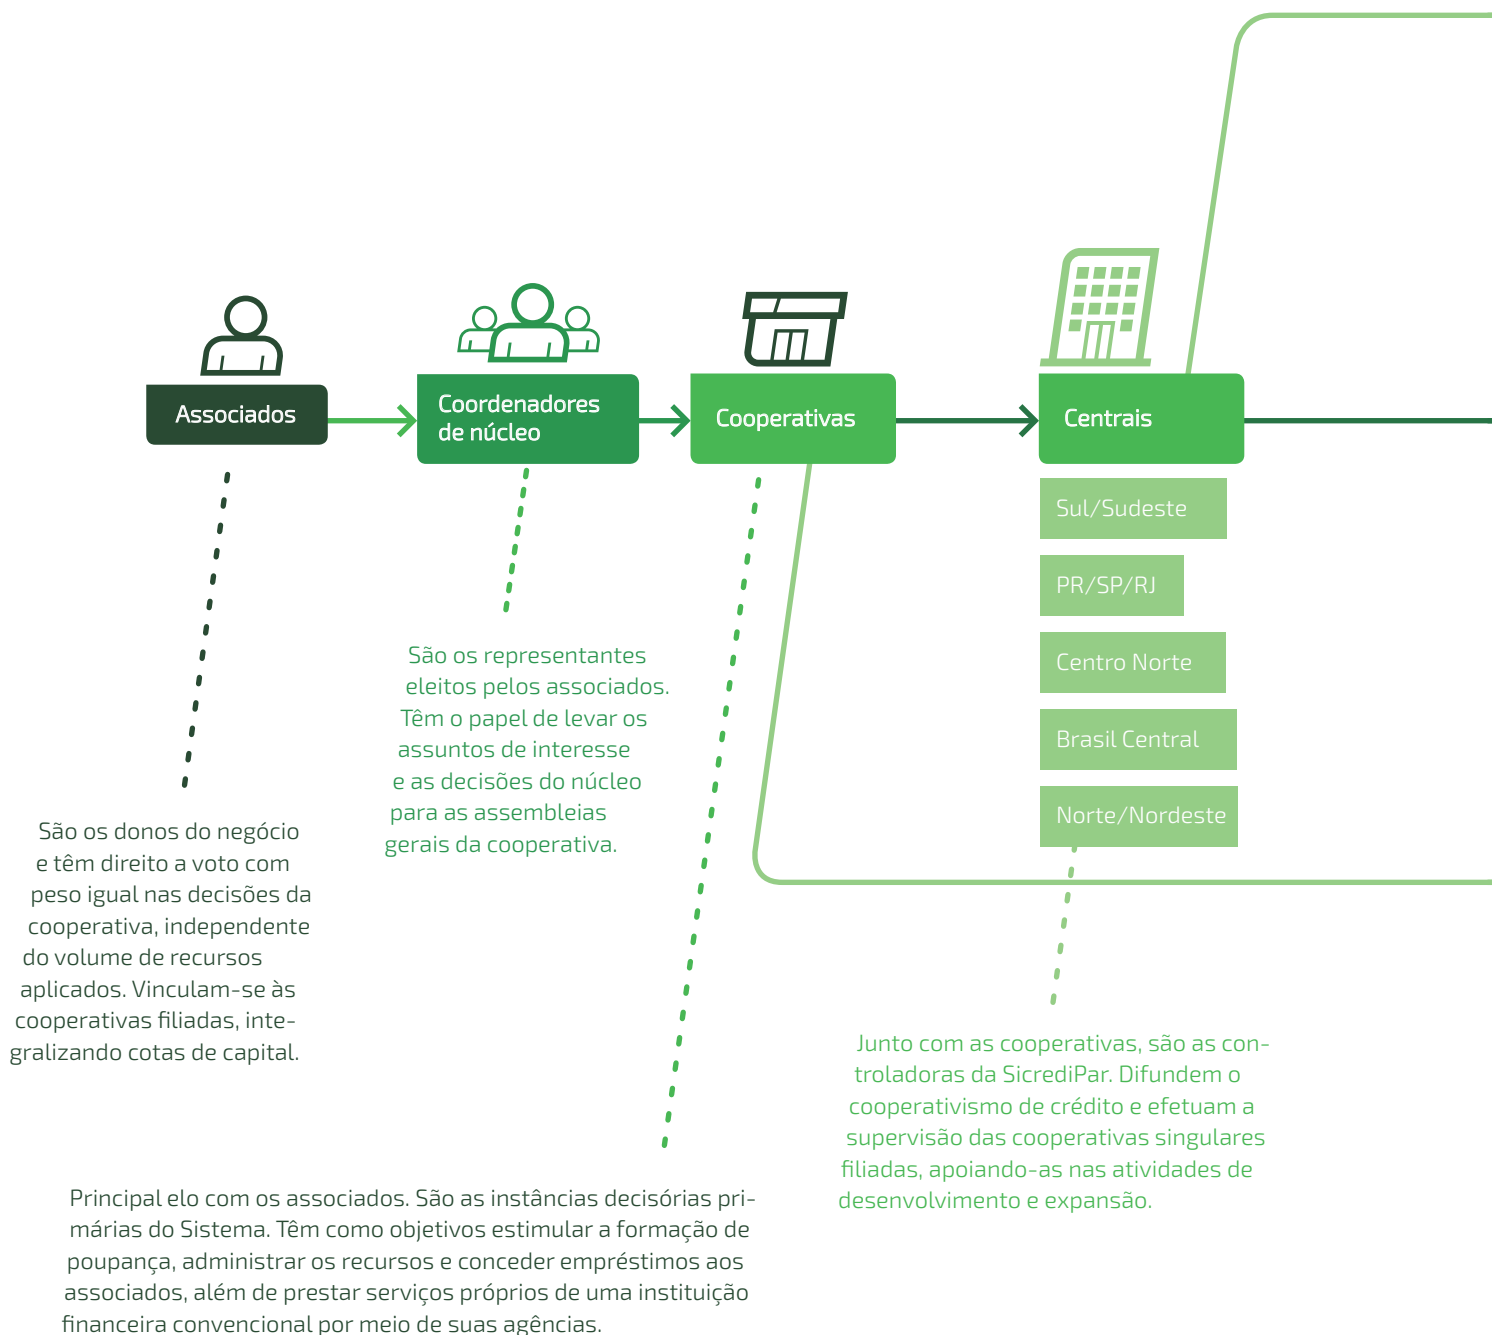 Associados
Coordenadores
de núcleo
Cooperativas
Centrais
Sul/Sudeste
PR/SP/RJ
Centro Norte
Brasil Central
Norte/Nordeste
São os representantes
eleitos pelos associados.
Têm o papel de levar os
assuntos de interesse
e as decisões do núcleo
para as assembleias
gerais da cooperativa.
São os donos do negócio
e têm direito a voto com
peso igual nas decisões da
cooperativa, independente
do volume de recursos
aplicados. Vinculam-se às
cooperativas filiadas, inte-
gralizando cotas de capital.
Junto com as cooperativas, são as con-
troladoras da SicrediPar. Difundem o
cooperativismo de crédito e efetuam a
supervisão das cooperativas singulares
filiadas, apoiando-as nas atividades de
desenvolvimento e expansão.
Principal elo com os associados. São as instâncias decisórias pri-
márias do Sistema. Têm como objetivos estimular a formação de
poupança, administrar os recursos e conceder empréstimos aos
associados, além de prestar serviços próprios de uma instituição
financeira convencional por meio de suas agências.